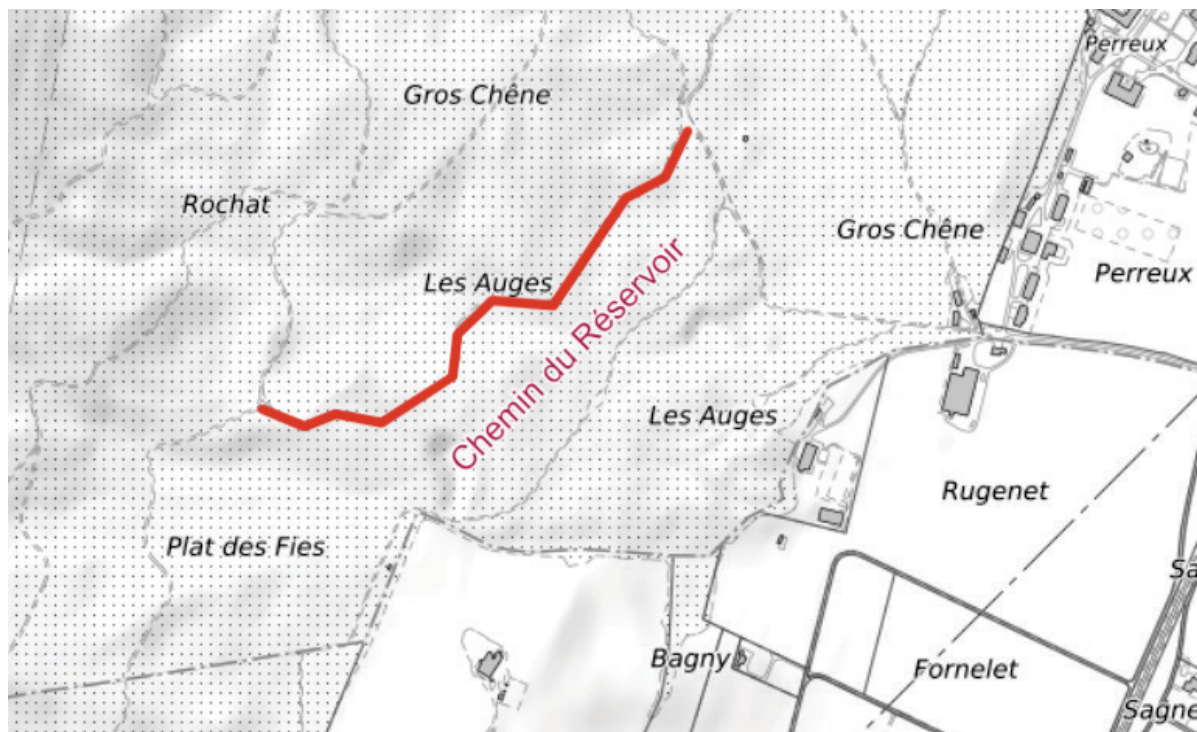 Perreux
Gros Chêne
Rochat
Gros Chêne
Perreux
Les Auges
Chemin du Réservoir
Les Auges
Rugenet
Plat des Fies
Sa
Bagny
Fornelet
Sagne